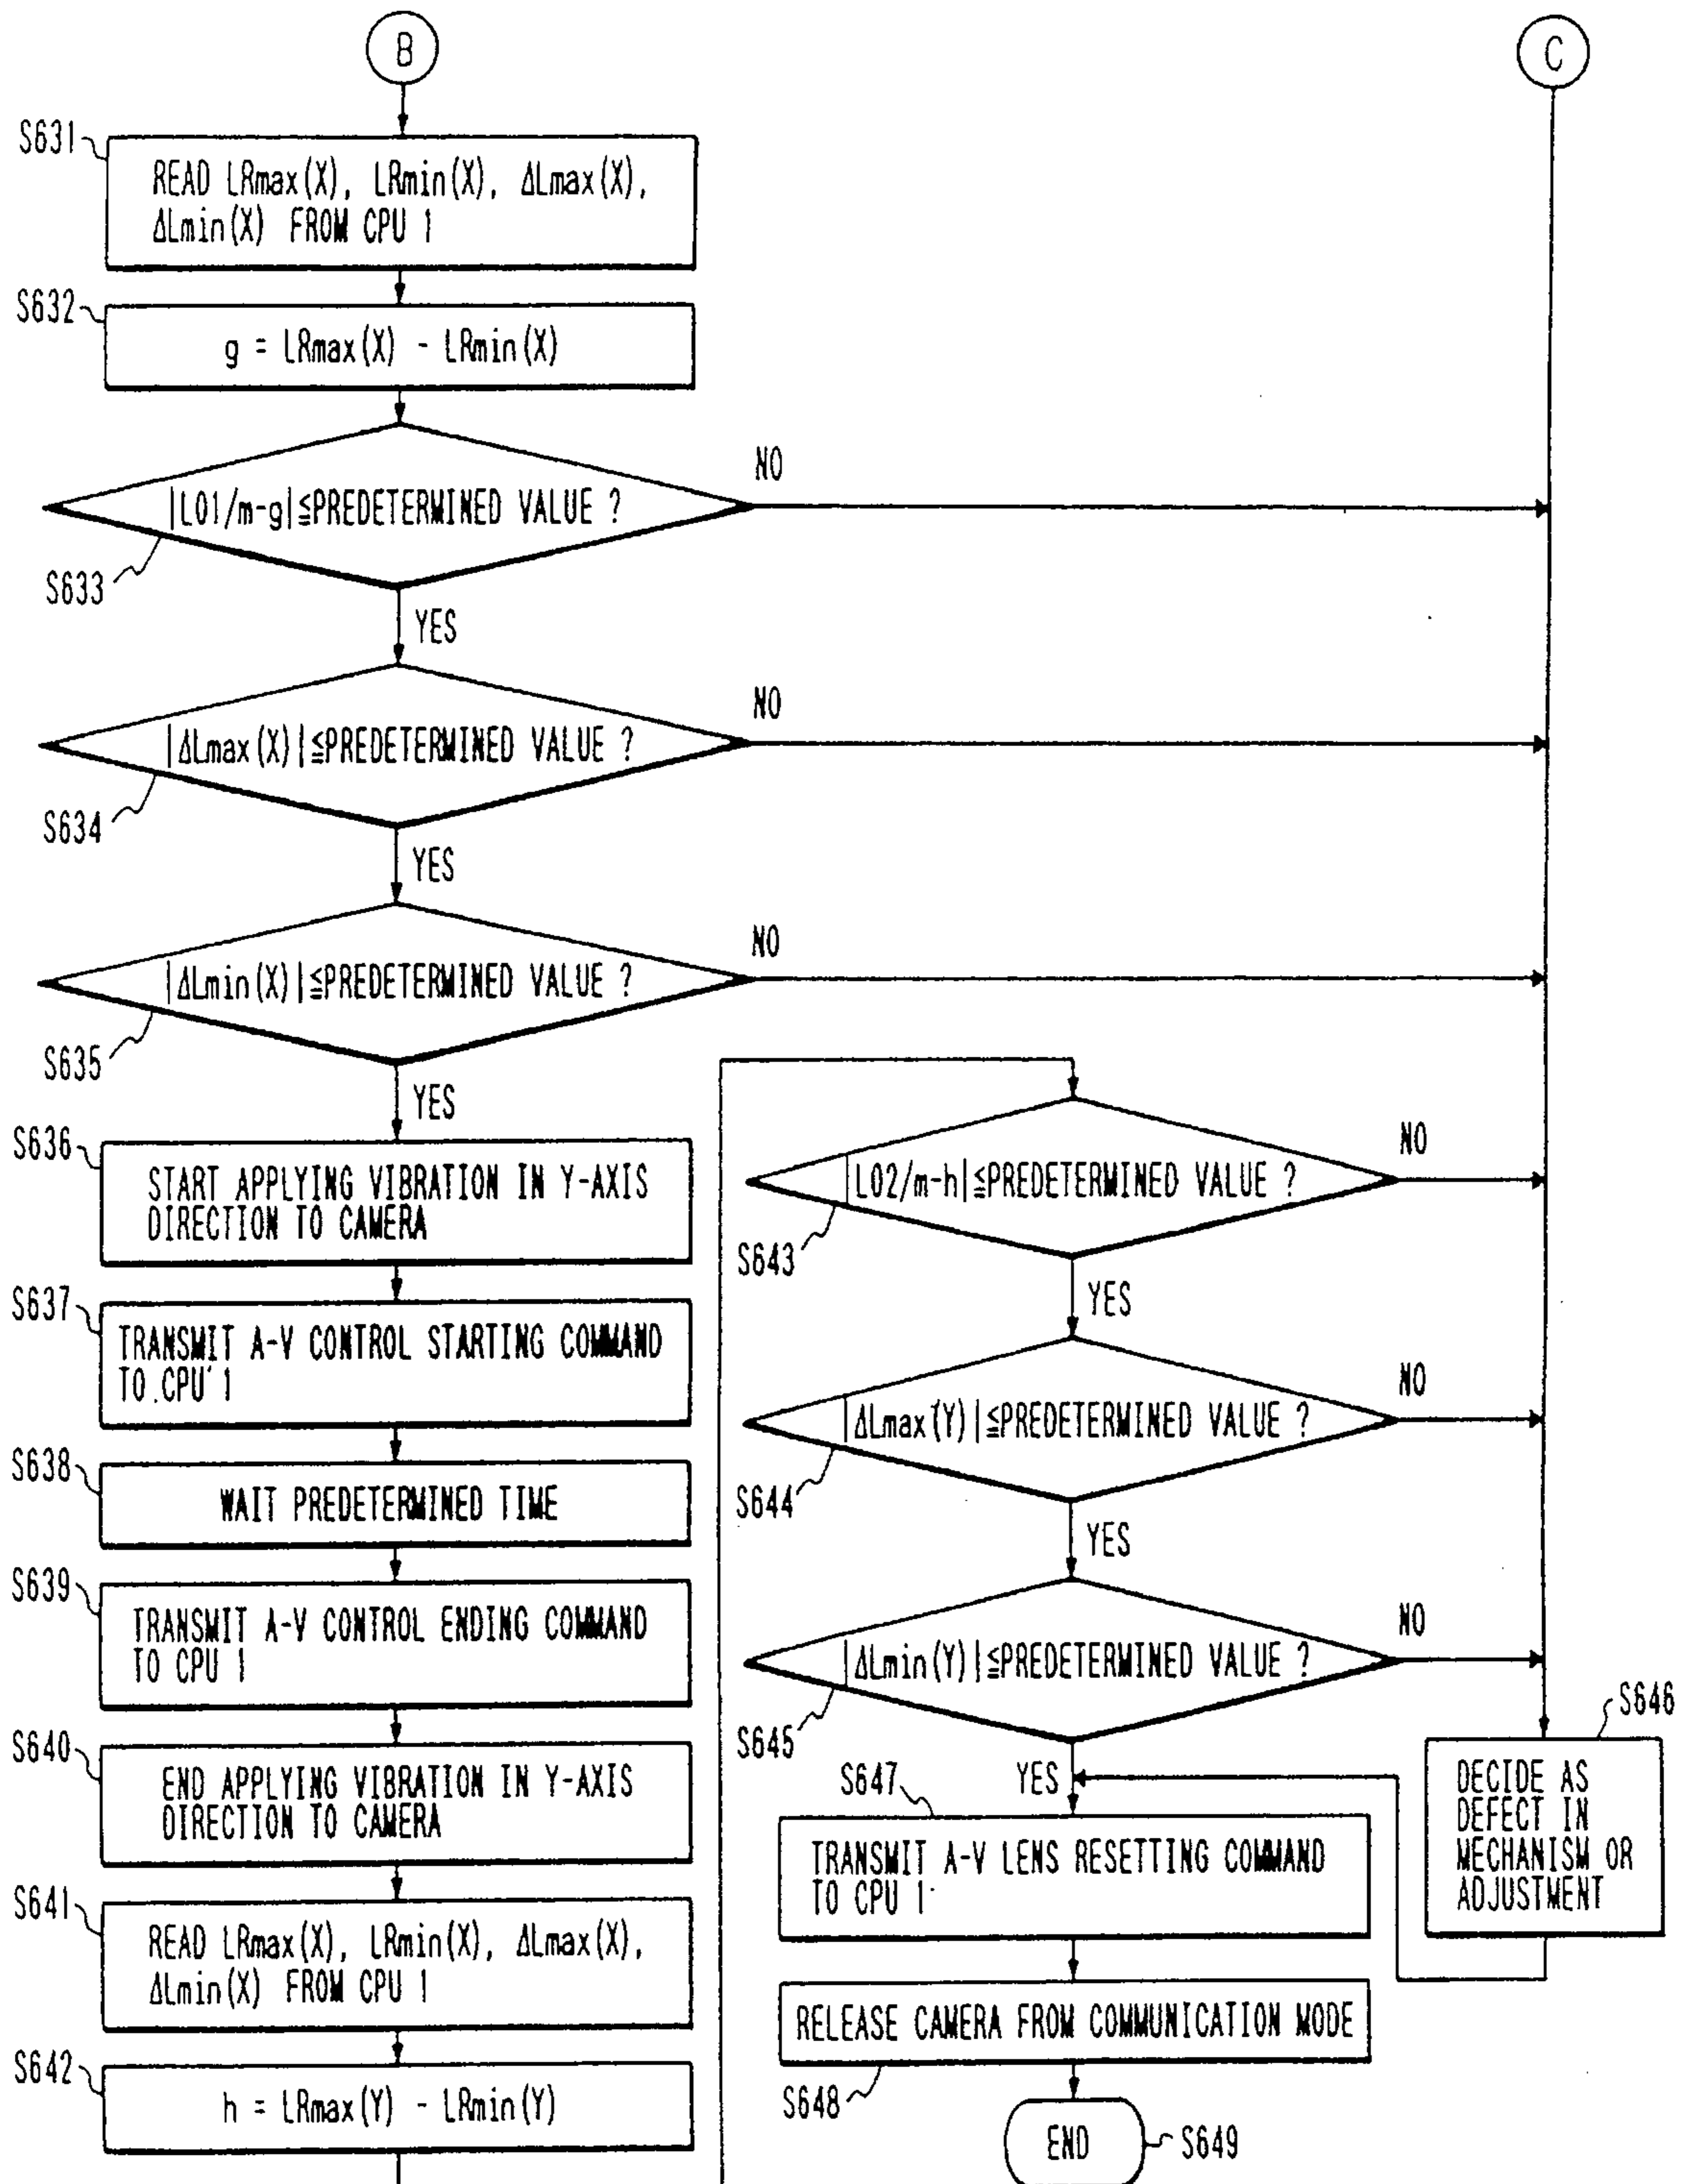 B
C
S631
READ LRmax(X), LRmin(X), ΔLmax(X),
ΔLmin(X) FROM CPU 1
S632
g = LRmax(X) - LRmin(X)
|L01/m-g|≦PREDETERMINED VALUE ?
NO
S633
YES
|ΔLmax(X)|≦PREDETERMINED VALUE ?
NO
S634
YES
|ΔLmin(X)|≦PREDETERMINED VALUE ?
NO
S635
YES
S636
START APPLYING VIBRATION IN Y-AXIS
DIRECTION TO CAMERA
S637
TRANSMIT A-V CONTROL STARTING COMMAND
TO CPU 1
S638
WAIT PREDETERMINED TIME
S639
TRANSMIT A-V CONTROL ENDING COMMAND
TO CPU 1
S640
END APPLYING VIBRATION IN Y-AXIS
DIRECTION TO CAMERA
S641
READ LRmax(X), LRmin(X), ΔLmax(X),
ΔLmin(X) FROM CPU 1
S642
h = LRmax(Y) - LRmin(Y)
|L02/m-h|≦PREDETERMINED VALUE ?
NO
S643
YES
|ΔLmax(Y)|≦PREDETERMINED VALUE ?
NO
S644
YES
|ΔLmin(Y)|≦PREDETERMINED VALUE ?
NO
S645
YES
S646
DECIDE AS
DEFECT IN
MECHANISM OR
ADJUSTMENT
S647
TRANSMIT A-V LENS RESETTING COMMAND
TO CPU 1
RELEASE CAMERA FROM COMMUNICATION MODE
S648
END
S649